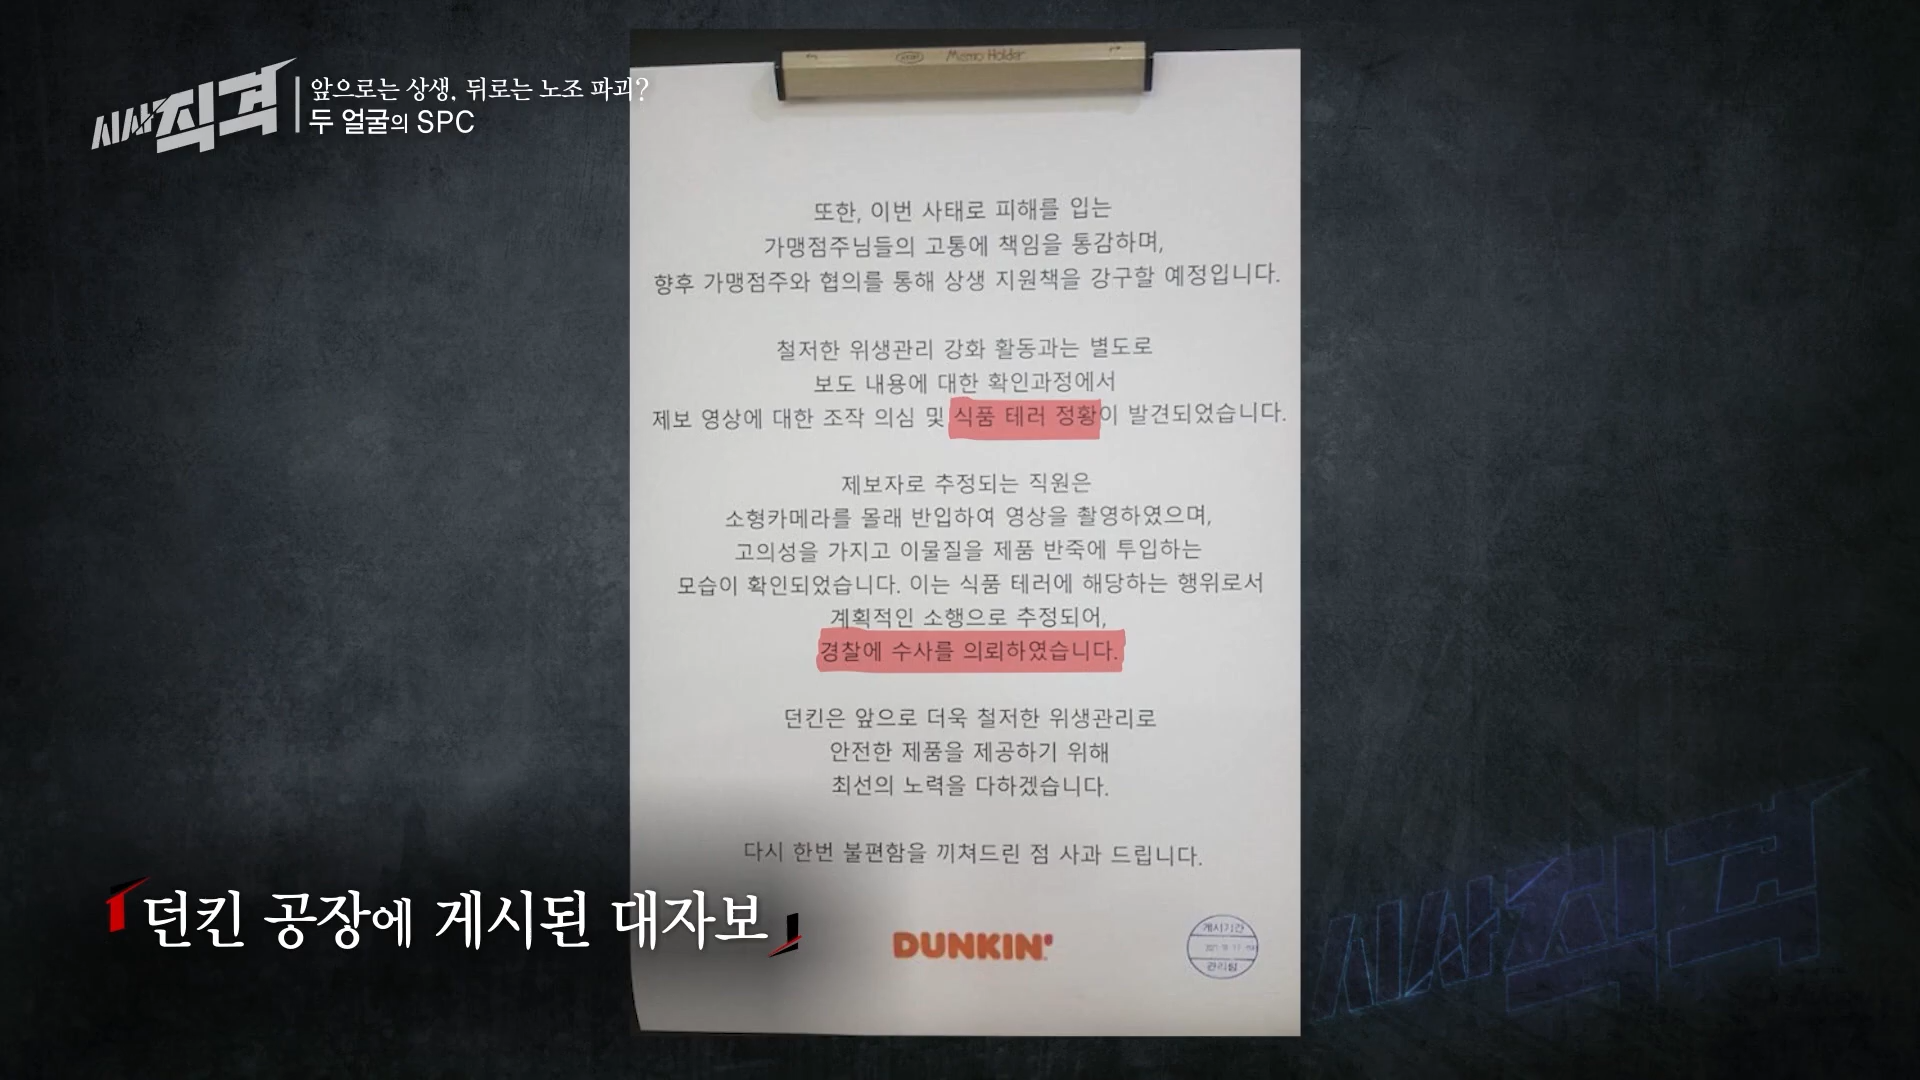 시사직격
앞으로는 상생, 뒤로는 노조 파괴?
두 얼굴의 SPC
Memo Holder
또한, 이번 사태로 피해를 입는
가맹점주님들의 고통에 책임을 통감하며,
향후 가맹점주와 협의를 통해 상생 지원책을 강구할 예정입니다.
철저한 위생관리 강화 활동과는 별도로
보도 내용에 대한 확인과정에서
제보 영상에 대한 조작 의심 및 식품 테러 정황이 발견되었습니다.
제보자로 추정되는 직원은
소형카메라를 몰래 반입하여 영상을 촬영하였으며,
고의성을 가지고 이물질을 제품 반죽에 투입하는
모습이 확인되었습니다. 이는 식품 테러에 해당하는 행위로서
계획적인 소행으로 추정되어,
경찰에 수사를 의뢰하였습니다.
던킨은 앞으로 더욱 철저한 위생관리로
안전한 제품을 제공하기 위해
최선의 노력을 다하겠습니다.
다시 한번 불편함을 끼쳐드린 점 사과 드립니다.
DUNKIN'
게시기간
관리팀
「던킨 공장에 게시된 대자보」
시사직격